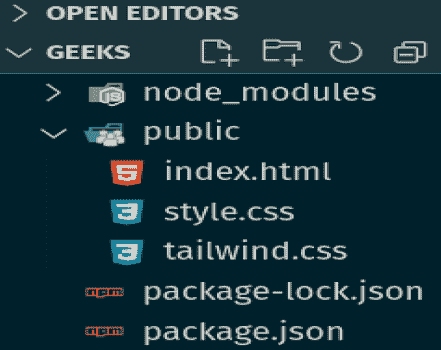 OPEN EDITORS
GEEKS
node_modules
public
index.html
style.css
tailwind.css
package-lock.json
package.json